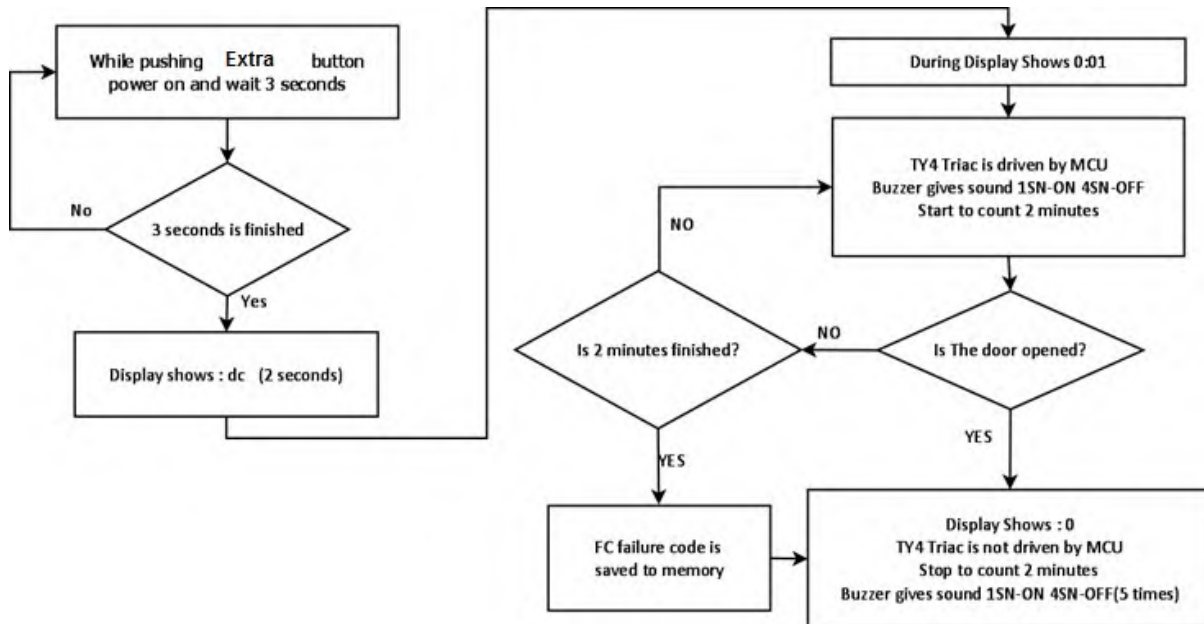 While pushing Extra button
power on and wait 3 seconds
No
3 seconds is finished
Yes
Display shows : dc (2 seconds)
During Display Shows 0:01
TY4 Triac is driven by MCU
Buzzer gives sound 1SN-ON 4SN-OFF
Start to count 2 minutes
NO
Is 2 minutes finished?
NO
Is The door opened?
YES
YES
FC failure code is
saved to memory
Display Shows : 0
TY4 Triac is not driven by MCU
Stop to count 2 minutes
Buzzer gives sound 1SN-ON 4SN-OFF(5 times)